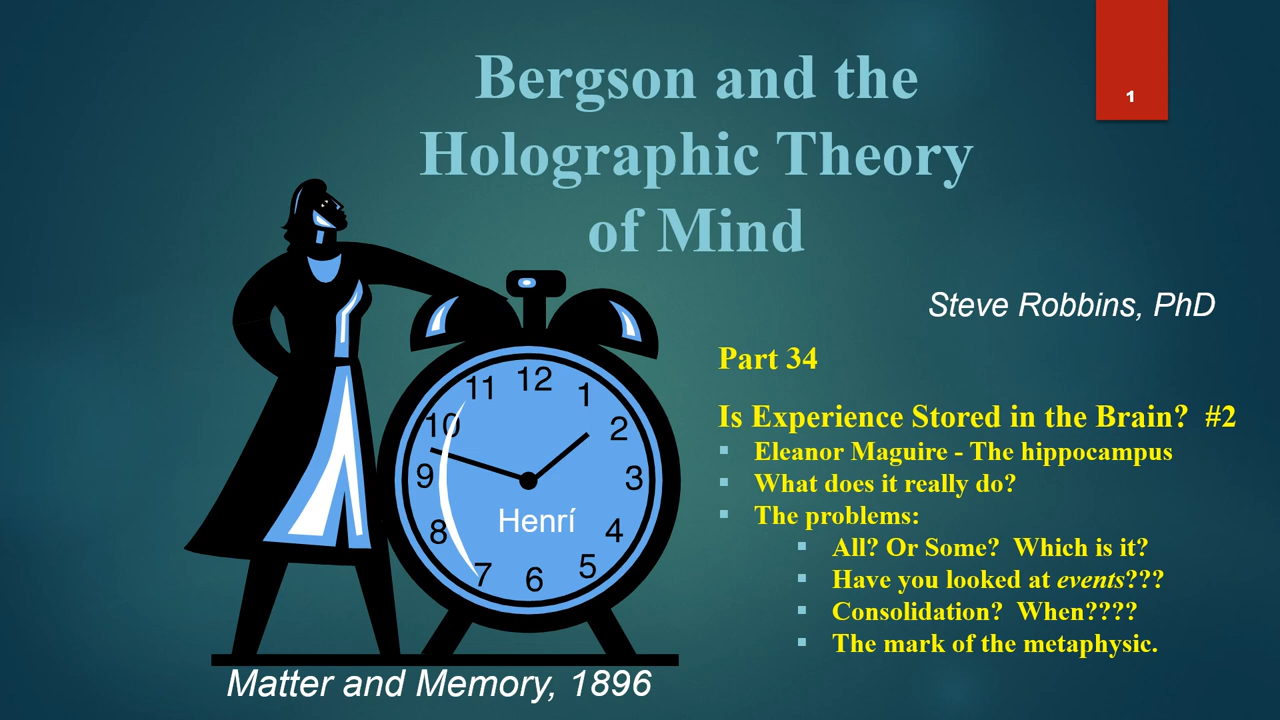 1
Bergson and the
Holographic Theory
of Mind
Steve Robbins, PhD
Part 34
Is Experience Stored in the Brain?  #2
Eleanor Maguire - The hippocampus
What does it really do?
The problems:
All? Or Some?  Which is it?
Have you looked at events???
Consolidation?  When????
The mark of the metaphysic.
12
11
1
10
2
9
3
8
4
7
5
6
Henrí
Matter and Memory, 1896